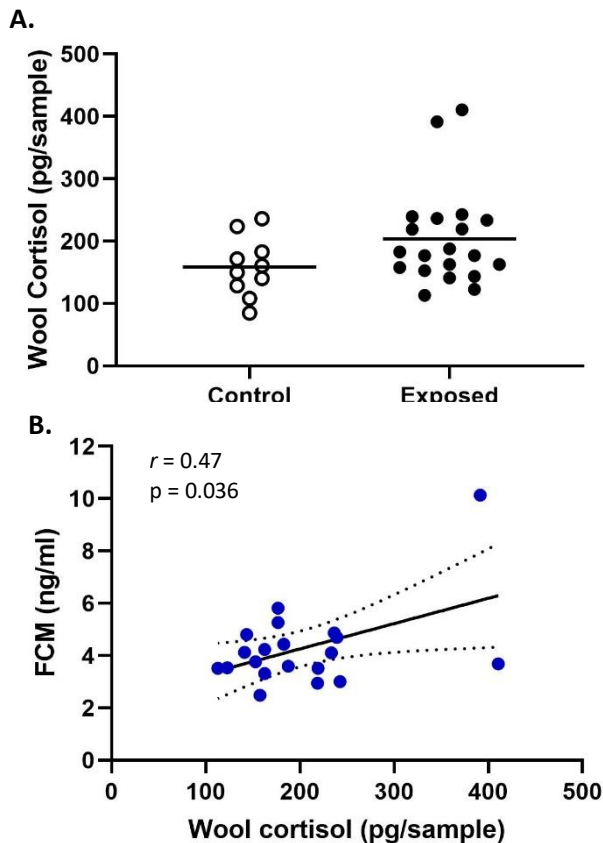 A.
Wool Cortisol (pg/sample)
500
400
300
200
100
0
Control
Exposed
B.
r = 0.47
p = 0.036
FCM (ng/ml)
12
10
8
6
4
2
0
0 100 200 300 400 500
Wool cortisol (pg/sample)